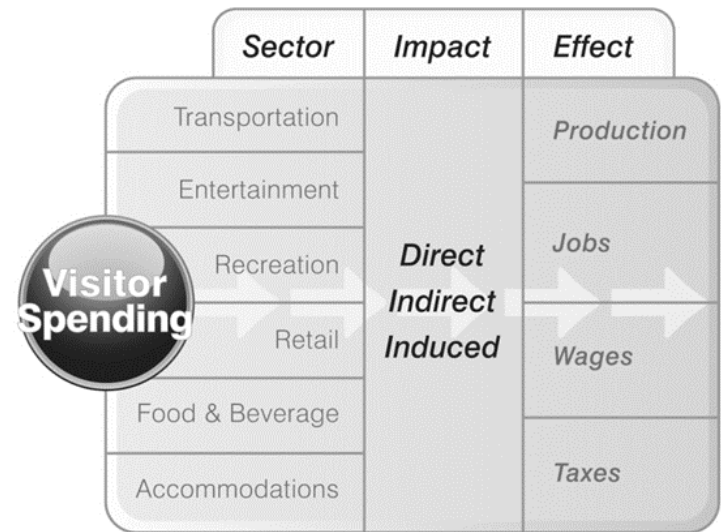 Sector
Impact
Effect
Transportation
Entertainment
Recreation
Retail
Food & Beverage
Accommodations
Visitor
Spending
Direct
Indirect
Induced
Production
Jobs
Wages
Taxes